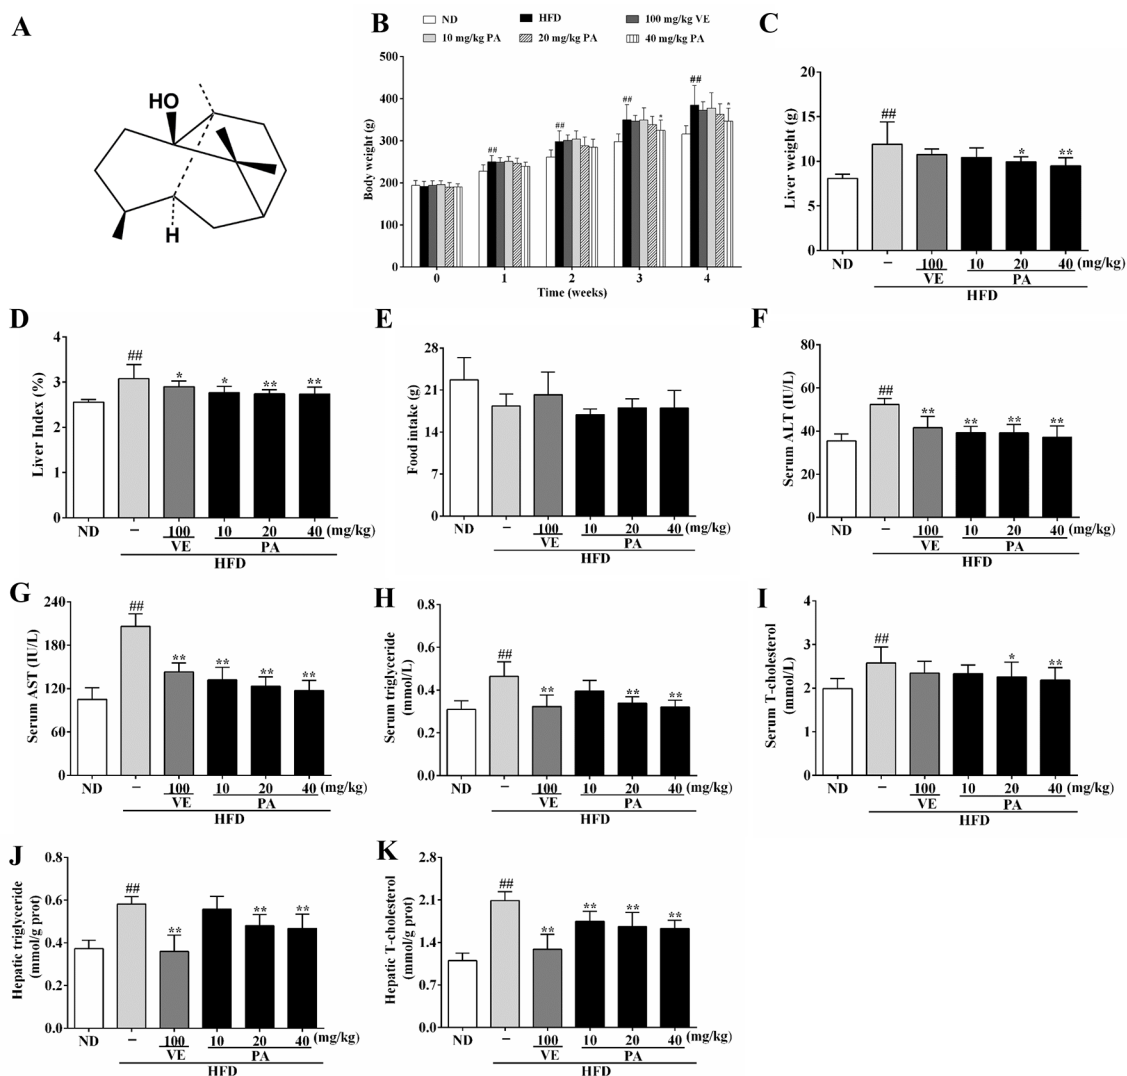 A
HO
H
B
ND HFD 100 mg/kg VE
10 mg/kg PA 20 mg/kg PA 40 mg/kg PA
Body weight (g)
500
400
300
200
100
0
## ## ## * ## *
0 1 2 3 4
Time (weeks)
C
Liver weight (g)
20
15
10
5
0
## * **
ND – 100 10 20 40 (mg/kg)
VE PA
HFD
D
Liver Index (%)
4
3
2
1
0
## * * ** **
ND – 100 10 20 40 (mg/kg)
VE PA
HFD
E
Food intake (g)
28
21
14
7
0
ND – 100 10 20 40 (mg/kg)
VE PA
HFD
F
Serum ALT (IU/L)
80
60
40
20
0
## ** ** ** **
ND – 100 10 20 40 (mg/kg)
VE PA
HFD
G
Serum AST (IU/L)
240
180
120
60
0
## ** ** ** **
ND – 100 10 20 40 (mg/kg)
VE PA
HFD
H
Serum triglyceride
(mmol/L)
0.8
0.6
0.4
0.2
0.0
## ** ** **
ND – 100 10 20 40 (mg/kg)
VE PA
HFD
I
Serum T-cholesterol
(mmol/L)
4
3
2
1
0
## * **
ND – 100 10 20 40 (mg/kg)
VE PA
HFD
J
Hepatic triglyceride
(mmol/g prot)
0.8
0.6
0.4
0.2
0.0
## ** ** **
ND – 100 10 20 40 (mg/kg)
VE PA
HFD
K
Hepatic T-cholesterol
(mmol/g prot)
2.8
2.1
1.4
0.7
0.0
## ** ** ** **
ND – 100 10 20 40 (mg/kg)
VE PA
HFD